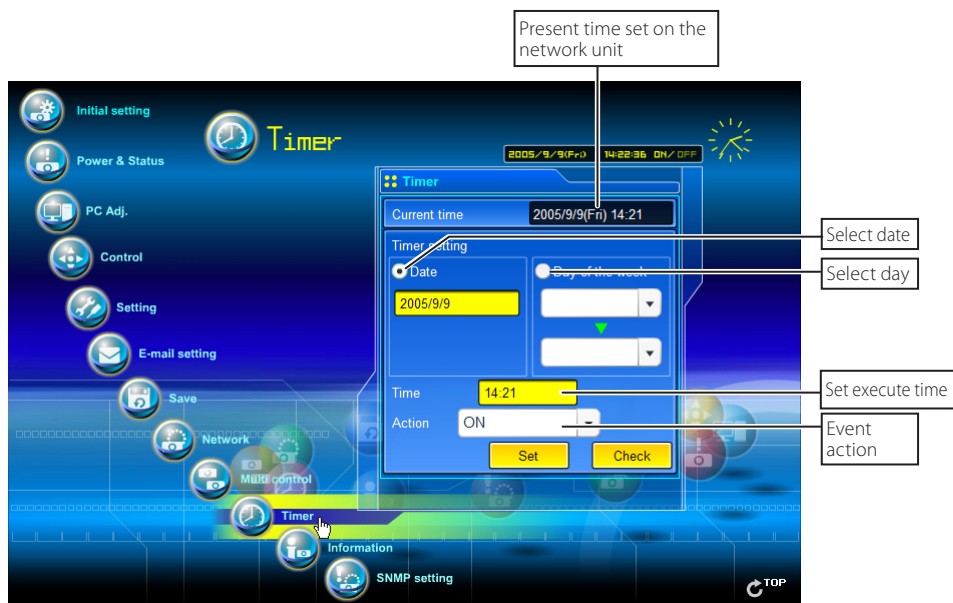 Present time set on the
network unit
Initial setting
Timer
Power & Status
2005/9/9(Fri) 14:22:36 ON/OFF
Timer
PC Adj.
Current time 2005/9/9(Fri) 14:21
Select date
Timer setting
Control
Date Day of the week
Select day
2005/9/9
Setting
E-mail setting
Time 14:21
Set execute time
Save
Action ON
Event
action
Network
Set Check
Multi control
Timer
Information
SNMP setting
TOP